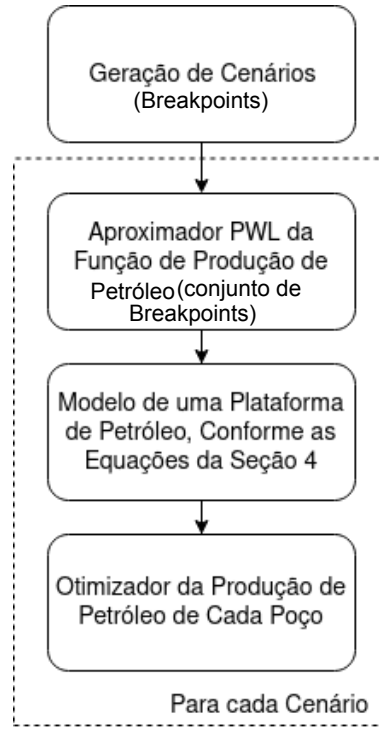 Geração de Cenários
(Breakpoints)
Aproximador PWL da
Função de Produção de
Petróleo(conjunto de
Breakpoints)
Modelo de uma Plataforma
de Petróleo, Conforme as
Equações da Seção 4
Otimizador da Produção de
Petróleo de Cada Poço
Para cada Cenário